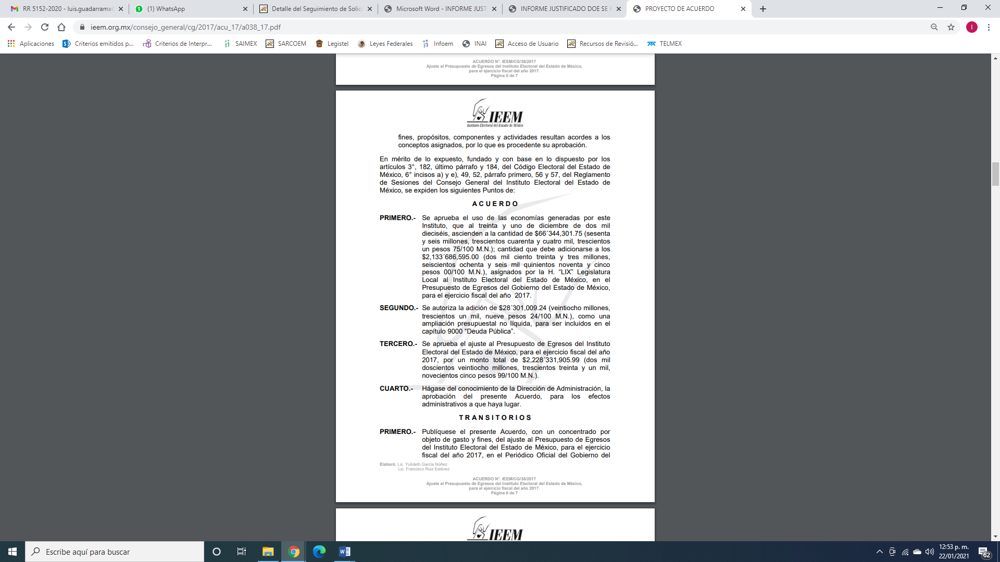 RR 5152-2020 - luis.guadarrama
(1) WhatsApp
Detalle del Seguimiento de Solici
Microsoft Word - INFORME JUST
INFORME JUSTIFICADO DOE SE
PROYECTO DE ACUERDO
ieem.org.mx/consejo_general/cg/2017/acu_17/a038_17.pdf
I
Aplicaciones
Criterios emitidos p...
Criterios de Interpr...
SAIMEX
SARCOEM
Legistel
Leyes Federales
Infoem
INAI
Acceso de Usuario
Recursos de Revisió...
TELMEX
ACUERDO N°. IEEM/CG/38/2017
Ajuste al Presupuesto de Egresos del Instituto Electoral del Estado de México,
para el ejercicio fiscal del año 2017.
Página 5 de 7
IEEM
Instituto Electoral del Estado de México
fines, propósitos, componentes y actividades resultan acordes a los
conceptos asignados, por lo que es procedente su aprobación.
En mérito de lo expuesto, fundado y con base en lo dispuesto por los
artículos 3°, 182, último párrafo y 184, del Código Electoral del Estado de
México, 6° incisos a) y e), 49, 52, párrafo primero, 56 y 57, del Reglamento
de Sesiones del Consejo General del Instituto Electoral del Estado de
México, se expiden los siguientes Puntos de:
A C U E R D O
PRIMERO.- Se aprueba el uso de las economías generadas por este
Instituto, que al treinta y uno de diciembre de dos mil
dieciséis, ascienden a la cantidad de $66´344,301.75 (sesenta
y seis millones, trescientos cuarenta y cuatro mil, trescientos
un pesos 75/100 M.N.); cantidad que debe adicionarse a los
$2,133´686,595.00 (dos mil ciento treinta y tres millones,
seiscientos ochenta y seis mil quinientos noventa y cinco
pesos 00/100 M.N.), asignados por la H. “LIX” Legislatura
Local al Instituto Electoral del Estado de México, en el
Presupuesto de Egresos del Gobierno del Estado de México,
para el ejercicio fiscal del año 2017.
SEGUNDO.- Se autoriza la adición de $28´301,009.24 (veintiocho millones,
trescientos un mil, nueve pesos 24/100 M.N.), como una
ampliación presupuestal no líquida, para ser incluidos en el
capítulo 9000 “Deuda Pública”.
TERCERO.- Se aprueba el ajuste al Presupuesto de Egresos del Instituto
Electoral del Estado de México, para el ejercicio fiscal del año
2017, por un monto total de $2,228´331,905.99 (dos mil
doscientos veintiocho millones, trescientos treinta y un mil,
novecientos cinco pesos 99/100 M.N.).
CUARTO.- Hágase del conocimiento de la Dirección de Administración, la
aprobación del presente Acuerdo, para los efectos
administrativos a que haya lugar.
T R A N S I T O R I O S
PRIMERO.- Publíquese el presente Acuerdo, con un concentrado por
objeto de gasto y fines, del ajuste al Presupuesto de Egresos
del Instituto Electoral del Estado de México, para el ejercicio
fiscal del año 2017, en el Periódico Oficial del Gobierno del
Elaboró: Lic. Yulideth García Núñez
Lic. Francisco Ruiz Estévez
ACUERDO N°. IEEM/CG/38/2017
Ajuste al Presupuesto de Egresos del Instituto Electoral del Estado de México,
para el ejercicio fiscal del año 2017.
Página 6 de 7
IEEM
Escribe aquí para buscar
12:53 p. m.
22/01/2021
62